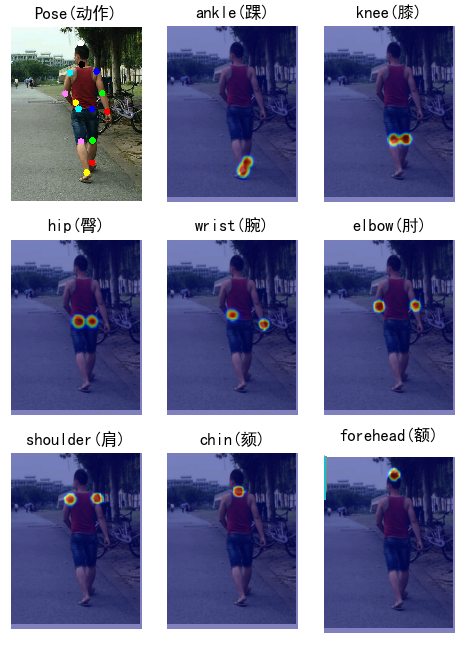 Pose(动作)
ankle(踝)
knee(膝)
hip(臀)
wrist(腕)
elbow(肘)
shoulder(肩)
chin(颏)
forehead(额)